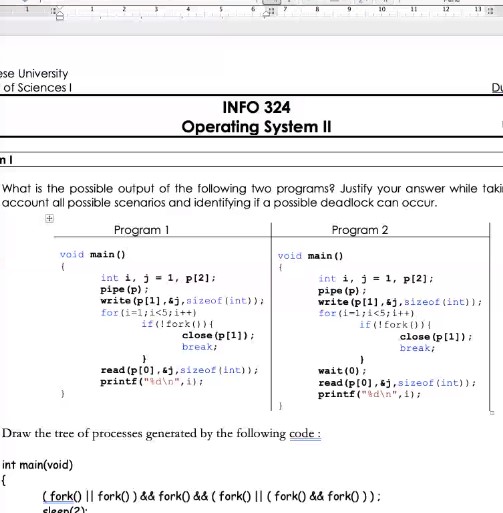 1 1 2 3 4 5 6 7 8 9 10 11 12 13
ese University
of Sciences I
INFO 324
Operating System II
m I
What is the possible output of the following two programs? Justify your answer while taki
account all possible scenarios and identifying if a possible deadlock can occur.
Program 1
void main()
{
int i, j = 1, p[2];
pipe(p);
write(p[1],&j,sizeof(int));
for(i=1;i<5;i++)
if(!fork()){
close(p[1]);
break;
}
read(p[0],&j,sizeof(int));
printf("%d\n",i);
}
Program 2
void main()
{
int i, j = 1, p[2];
pipe(p);
write(p[1],&j,sizeof(int));
for(i=1;i<5;i++)
if(!fork()){
close(p[1]);
break;
}
wait(0);
read(p[0],&j,sizeof(int));
printf("%d\n",i);
}
Draw the tree of processes generated by the following code :
int main(void)
{
( fork() || fork() ) && fork() && ( fork() || ( fork() && fork() ) );
sleep(2);